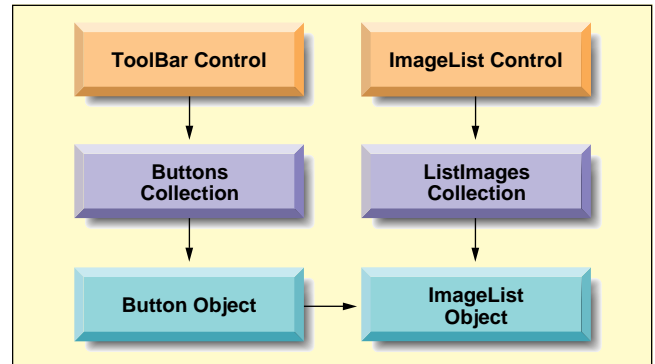 ToolBar Control
ImageList Control
Buttons
Collection
ListImages
Collection
Button Object
ImageList
Object